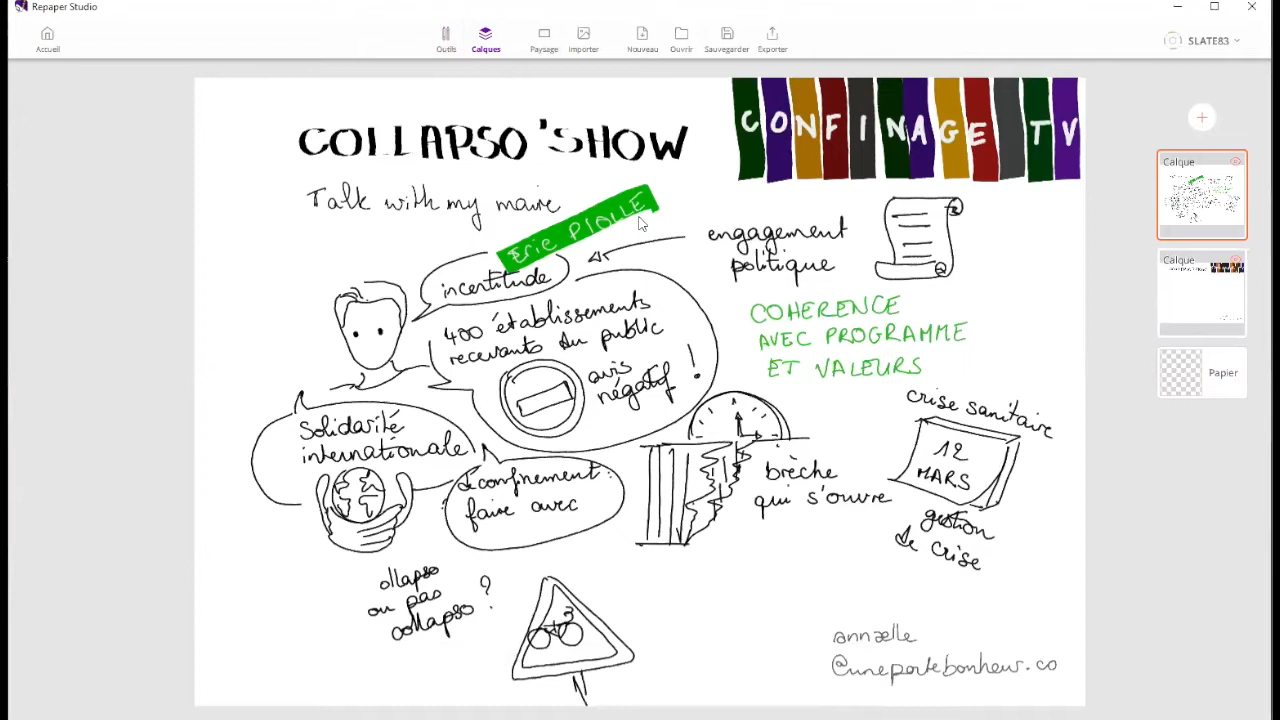 Repaper Studio
Accueil
Outils
Calques
Paysage
Importer
Nouveau
Ouvrir
Sauvegarder
Exporter
SLATE83
COLLAPSO'SHOW
CONFINAGE TV
Talk with my maire
Eric PIOLLE
incertitude
400 établissements
recevants du public
avis
négatif !
engagement
politique
COHERENCE
AVEC PROGRAMME
ET VALEURS
Solidarité
internationale
déconfinement :
faire avec
brèche
qui s'ouvre
crise sanitaire
12
MARS
gestion
de crise
ollapso
ou pas
collapso ?
annaelle
@uneportebonheur.co
Calque
Calque
Papier